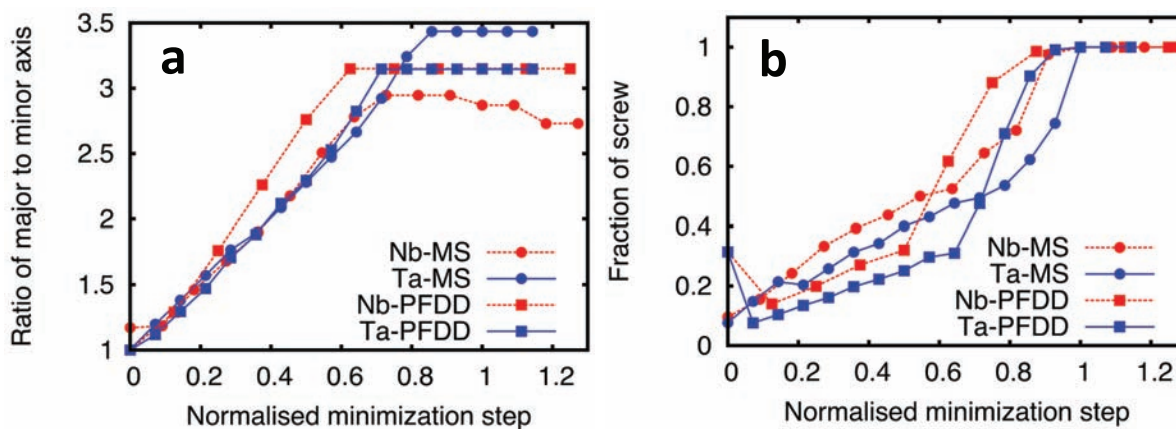 a
Ratio of major to minor axis
3.5
3
2.5
2
1.5
1
Nb-MS
Ta-MS
Nb-PFDD
Ta-PFDD
0 0.2 0.4 0.6 0.8 1 1.2
Normalised minimization step
b
Fraction of screw
1
0.8
0.6
0.4
0.2
0
Nb-MS
Ta-MS
Nb-PFDD
Ta-PFDD
0 0.2 0.4 0.6 0.8 1 1.2
Normalised minimization step